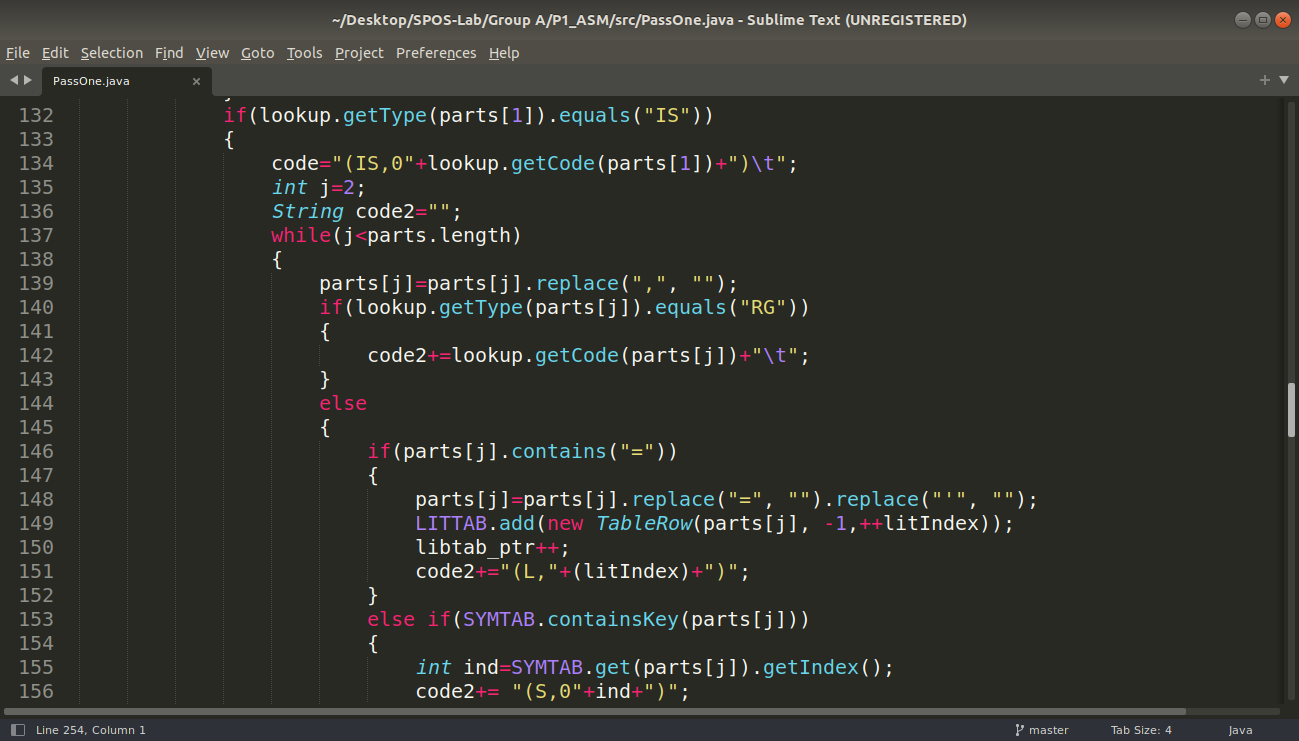 ~/Desktop/SPOS-Lab/Group A/P1_ASM/src/PassOne.java - Sublime Text (UNREGISTERED)
File Edit Selection Find View Goto Tools Project Preferences Help
PassOne.java
132 if(lookup.getType(parts[1]).equals("IS"))
133 {
134 code="(IS,0"+lookup.getCode(parts[1])+")\t";
135 int j=2;
136 String code2="";
137 while(j<parts.length)
138 {
139 parts[j]=parts[j].replace(",", "");
140 if(lookup.getType(parts[j]).equals("RG"))
141 {
142 code2+=lookup.getCode(parts[j])+"\t";
143 }
144 else
145 {
146 if(parts[j].contains("="))
147 {
148 parts[j]=parts[j].replace("=", "").replace("'", "");
149 LITTAB.add(new TableRow(parts[j], -1,++litIndex));
150 libtab_ptr++;
151 code2+="(L,"+(litIndex)+")";
152 }
153 else if(SYMTAB.containsKey(parts[j]))
154 {
155 int ind=SYMTAB.get(parts[j]).getIndex();
156 code2+= "(S,0"+ind+")";
Line 254, Column 1 master Tab Size: 4 Java